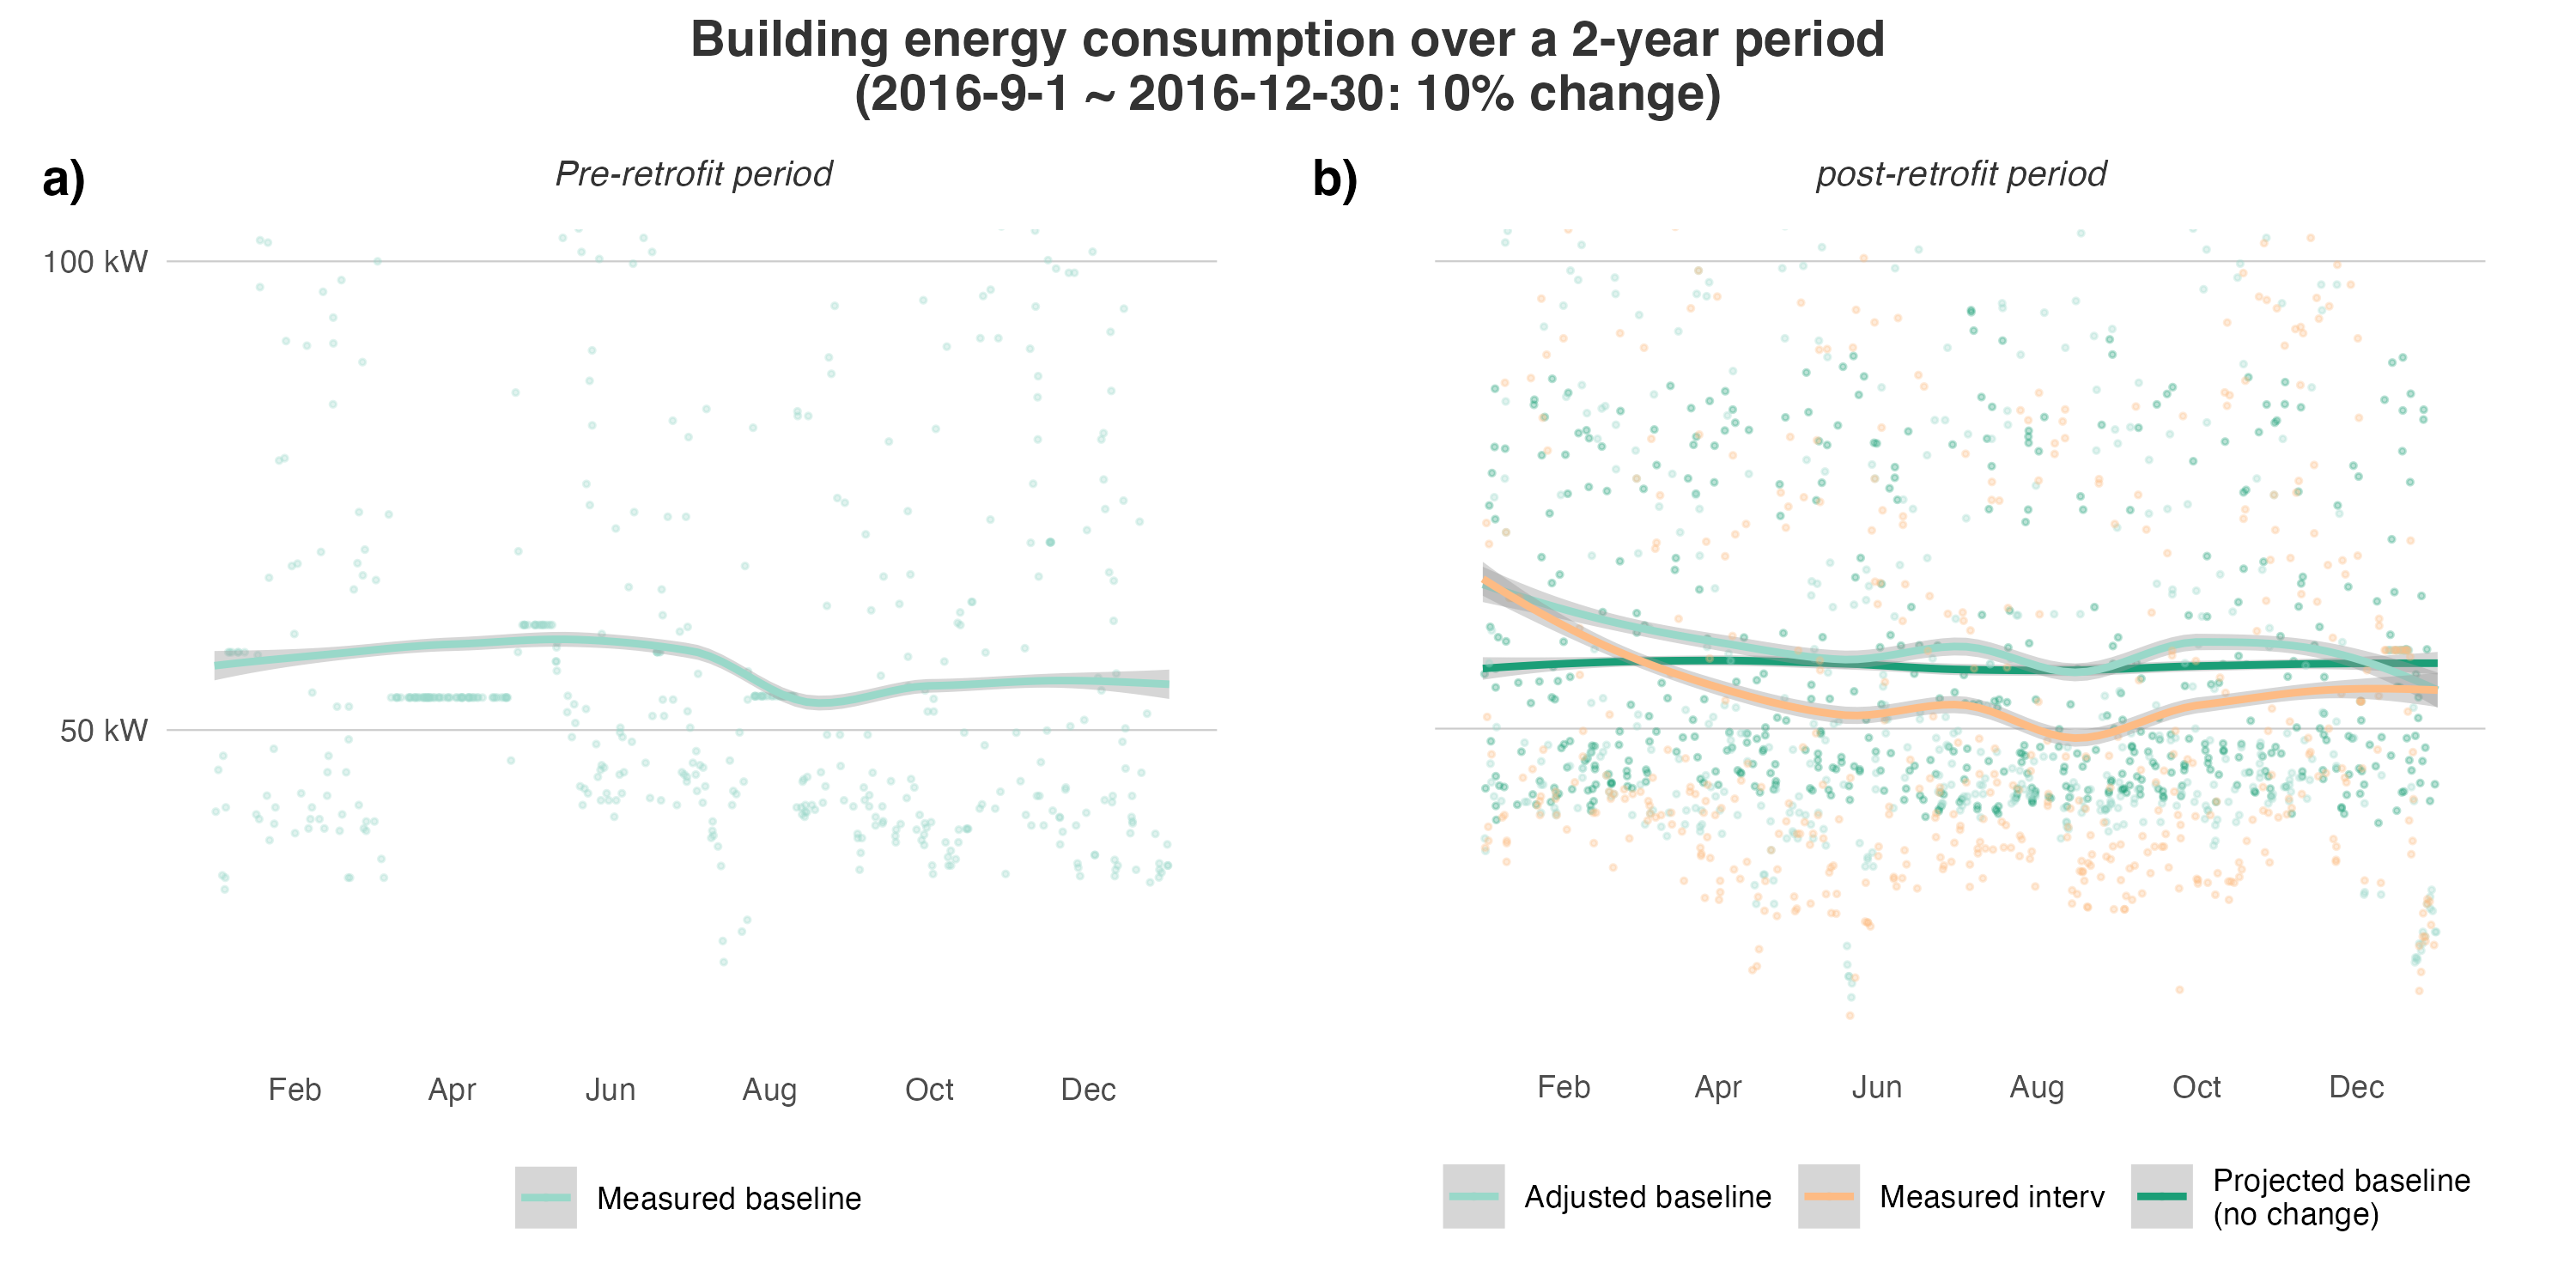 Building energy consumption over a 2-year period
(2016-9-1 ~ 2016-12-30: 10% change)
a)
Pre-retrofit period
100 kW
50 kW
Feb Apr Jun Aug Oct Dec
Measured baseline
b)
post-retrofit period
Feb Apr Jun Aug Oct Dec
Adjusted baseline
Measured interv
Projected baseline
(no change)